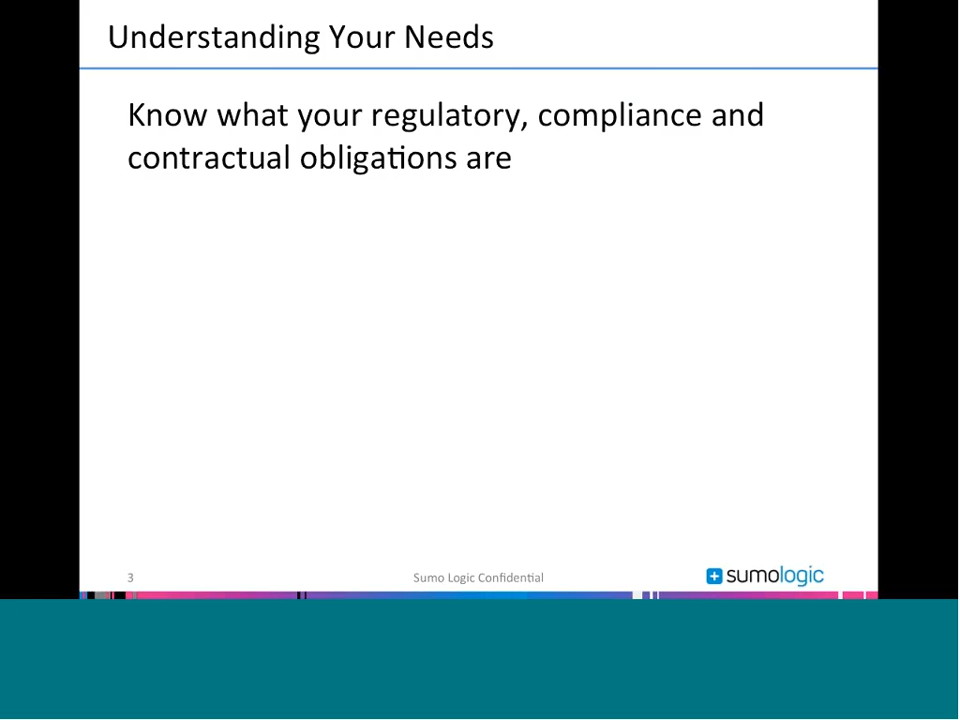 Understanding Your Needs
Know what your regulatory, compliance and
contractual obligations are
3
Sumo Logic Confidential
sumologic